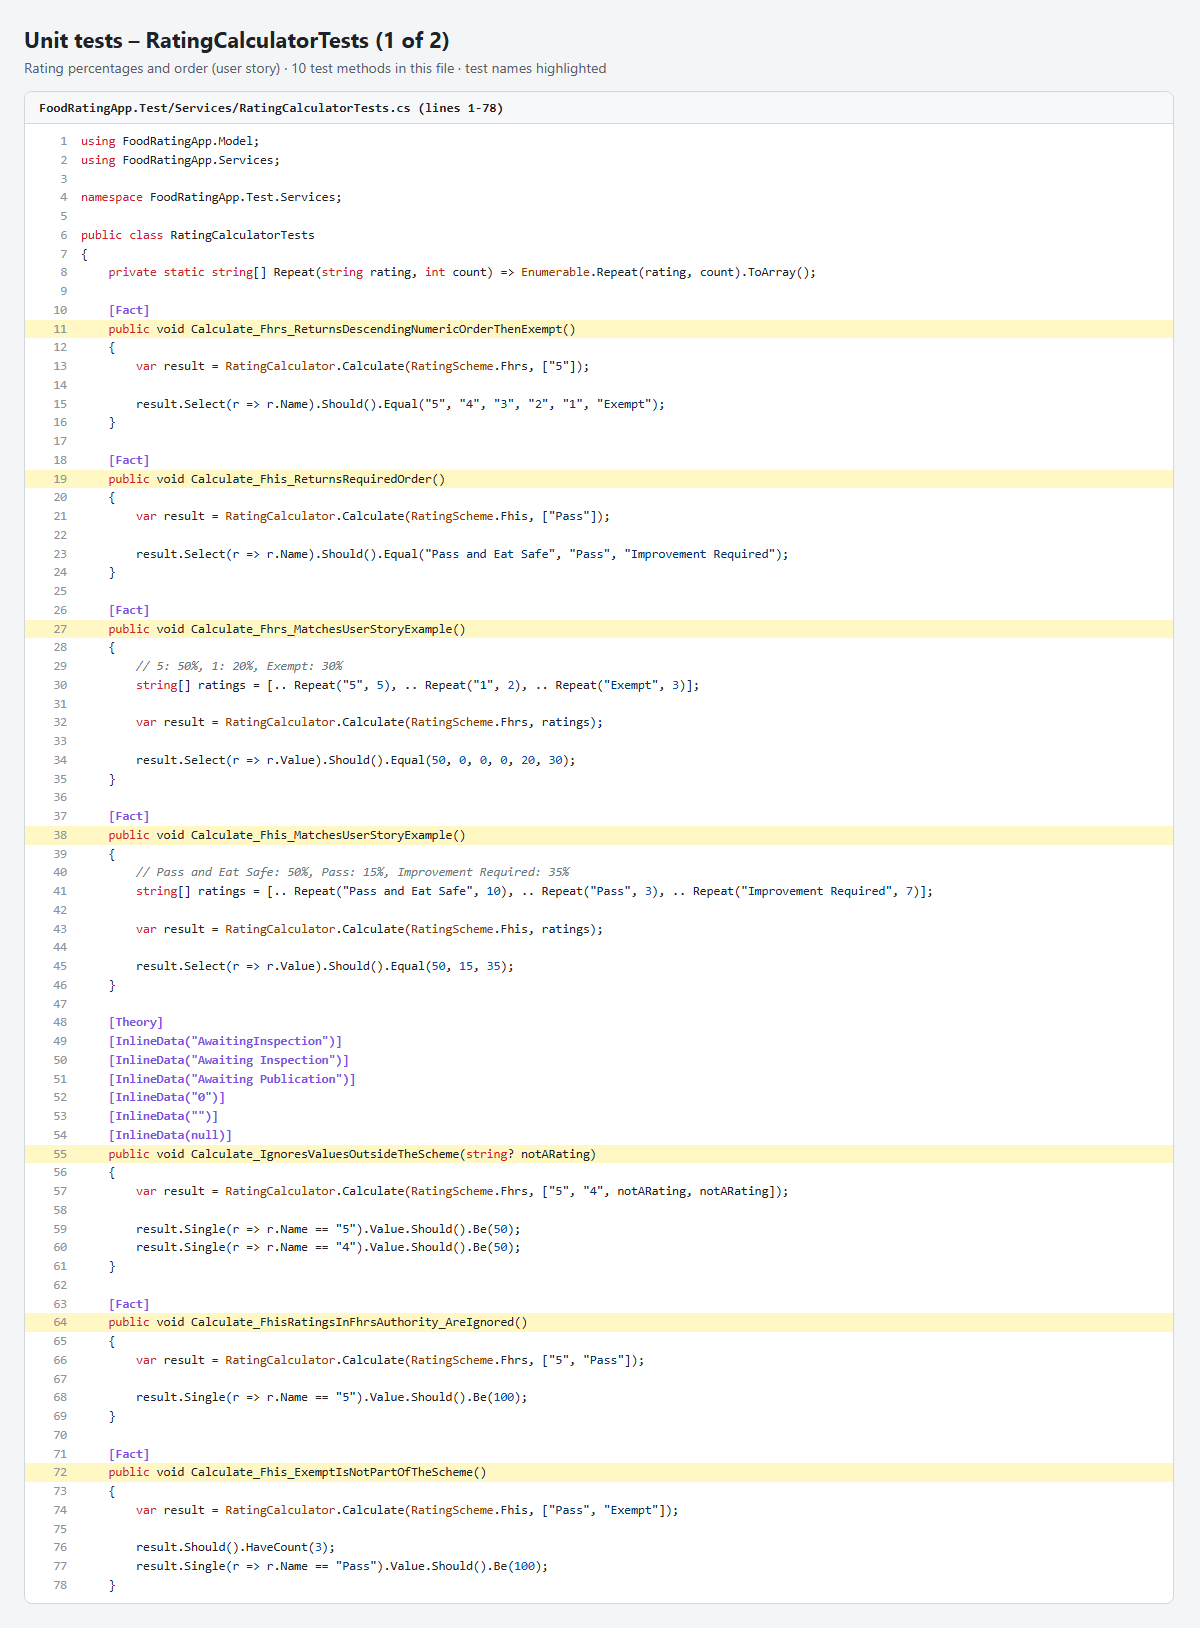 Unit tests – RatingCalculatorTests (1 of 2)
Rating percentages and order (user story) · 10 test methods in this file · test names highlighted
FoodRatingApp.Test/Services/RatingCalculatorTests.cs (lines 1-78)
1 using FoodRatingApp.Model;
2 using FoodRatingApp.Services;
3
4 namespace FoodRatingApp.Test.Services;
5
6 public class RatingCalculatorTests
7 {
8     private static string[] Repeat(string rating, int count) => Enumerable.Repeat(rating, count).ToArray();
9
10     [Fact]
11     public void Calculate_Fhrs_ReturnsDescendingNumericOrderThenExempt()
12     {
13         var result = RatingCalculator.Calculate(RatingScheme.Fhrs, ["5"]);
14
15         result.Select(r => r.Name).Should().Equal("5", "4", "3", "2", "1", "Exempt");
16     }
17
18     [Fact]
19     public void Calculate_Fhis_ReturnsRequiredOrder()
20     {
21         var result = RatingCalculator.Calculate(RatingScheme.Fhis, ["Pass"]);
22
23         result.Select(r => r.Name).Should().Equal("Pass and Eat Safe", "Pass", "Improvement Required");
24     }
25
26     [Fact]
27     public void Calculate_Fhrs_MatchesUserStoryExample()
28     {
29         // 5: 50%, 1: 20%, Exempt: 30%
30         string[] ratings = [.. Repeat("5", 5), .. Repeat("1", 2), .. Repeat("Exempt", 3)];
31
32         var result = RatingCalculator.Calculate(RatingScheme.Fhrs, ratings);
33
34         result.Select(r => r.Value).Should().Equal(50, 0, 0, 0, 20, 30);
35     }
36
37     [Fact]
38     public void Calculate_Fhis_MatchesUserStoryExample()
39     {
40         // Pass and Eat Safe: 50%, Pass: 15%, Improvement Required: 35%
41         string[] ratings = [.. Repeat("Pass and Eat Safe", 10), .. Repeat("Pass", 3), .. Repeat("Improvement Required", 7)];
42
43         var result = RatingCalculator.Calculate(RatingScheme.Fhis, ratings);
44
45         result.Select(r => r.Value).Should().Equal(50, 15, 35);
46     }
47
48     [Theory]
49     [InlineData("AwaitingInspection")]
50     [InlineData("Awaiting Inspection")]
51     [InlineData("Awaiting Publication")]
52     [InlineData("0")]
53     [InlineData("")]
54     [InlineData(null)]
55     public void Calculate_IgnoresValuesOutsideTheScheme(string? notARating)
56     {
57         var result = RatingCalculator.Calculate(RatingScheme.Fhrs, ["5", "4", notARating, notARating]);
58
59         result.Single(r => r.Name == "5").Value.Should().Be(50);
60         result.Single(r => r.Name == "4").Value.Should().Be(50);
61     }
62
63     [Fact]
64     public void Calculate_FhisRatingsInFhrsAuthority_AreIgnored()
65     {
66         var result = RatingCalculator.Calculate(RatingScheme.Fhrs, ["5", "Pass"]);
67
68         result.Single(r => r.Name == "5").Value.Should().Be(100);
69     }
70
71     [Fact]
72     public void Calculate_Fhis_ExemptIsNotPartOfTheScheme()
73     {
74         var result = RatingCalculator.Calculate(RatingScheme.Fhis, ["Pass", "Exempt"]);
75
76         result.Should().HaveCount(3);
77         result.Single(r => r.Name == "Pass").Value.Should().Be(100);
78     }